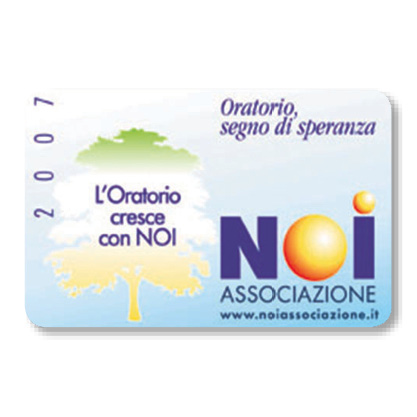 2007
Oratorio,
segno di speranza
L'Oratorio
cresce
con NOI
NOi
ASSOCIAZIONE
www.noiassociazione.it